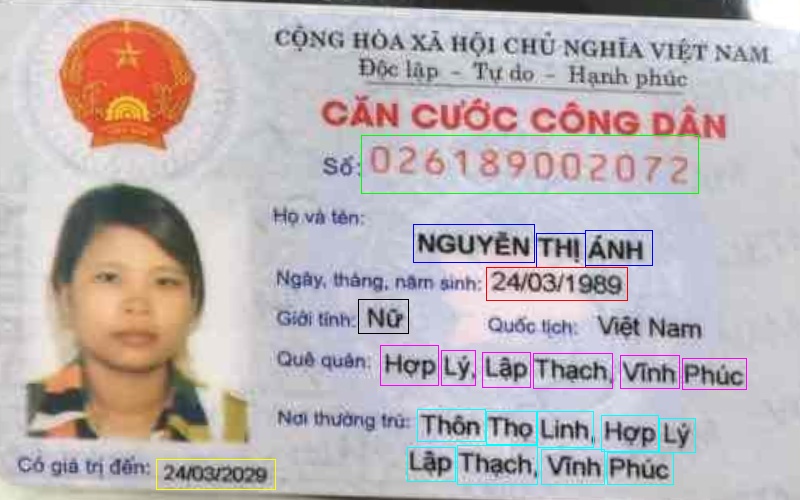 CỘNG HÒA XÃ HỘI CHỦ NGHĨA VIỆT NAM
Độc lập - Tự do - Hạnh phúc
CĂN CƯỚC CÔNG DÂN
Số: 026189002072
Họ và tên:
NGUYỄN THỊ ÁNH
Ngày, tháng, năm sinh: 24/03/1989
Giới tính: Nữ Quốc tịch: Việt Nam
Quê quán: Hợp Lý, Lập Thạch, Vĩnh Phúc
Nơi thường trú: Thôn Thọ Linh, Hợp Lý
Lập Thạch, Vĩnh Phúc
Có giá trị đến: 24/03/2029